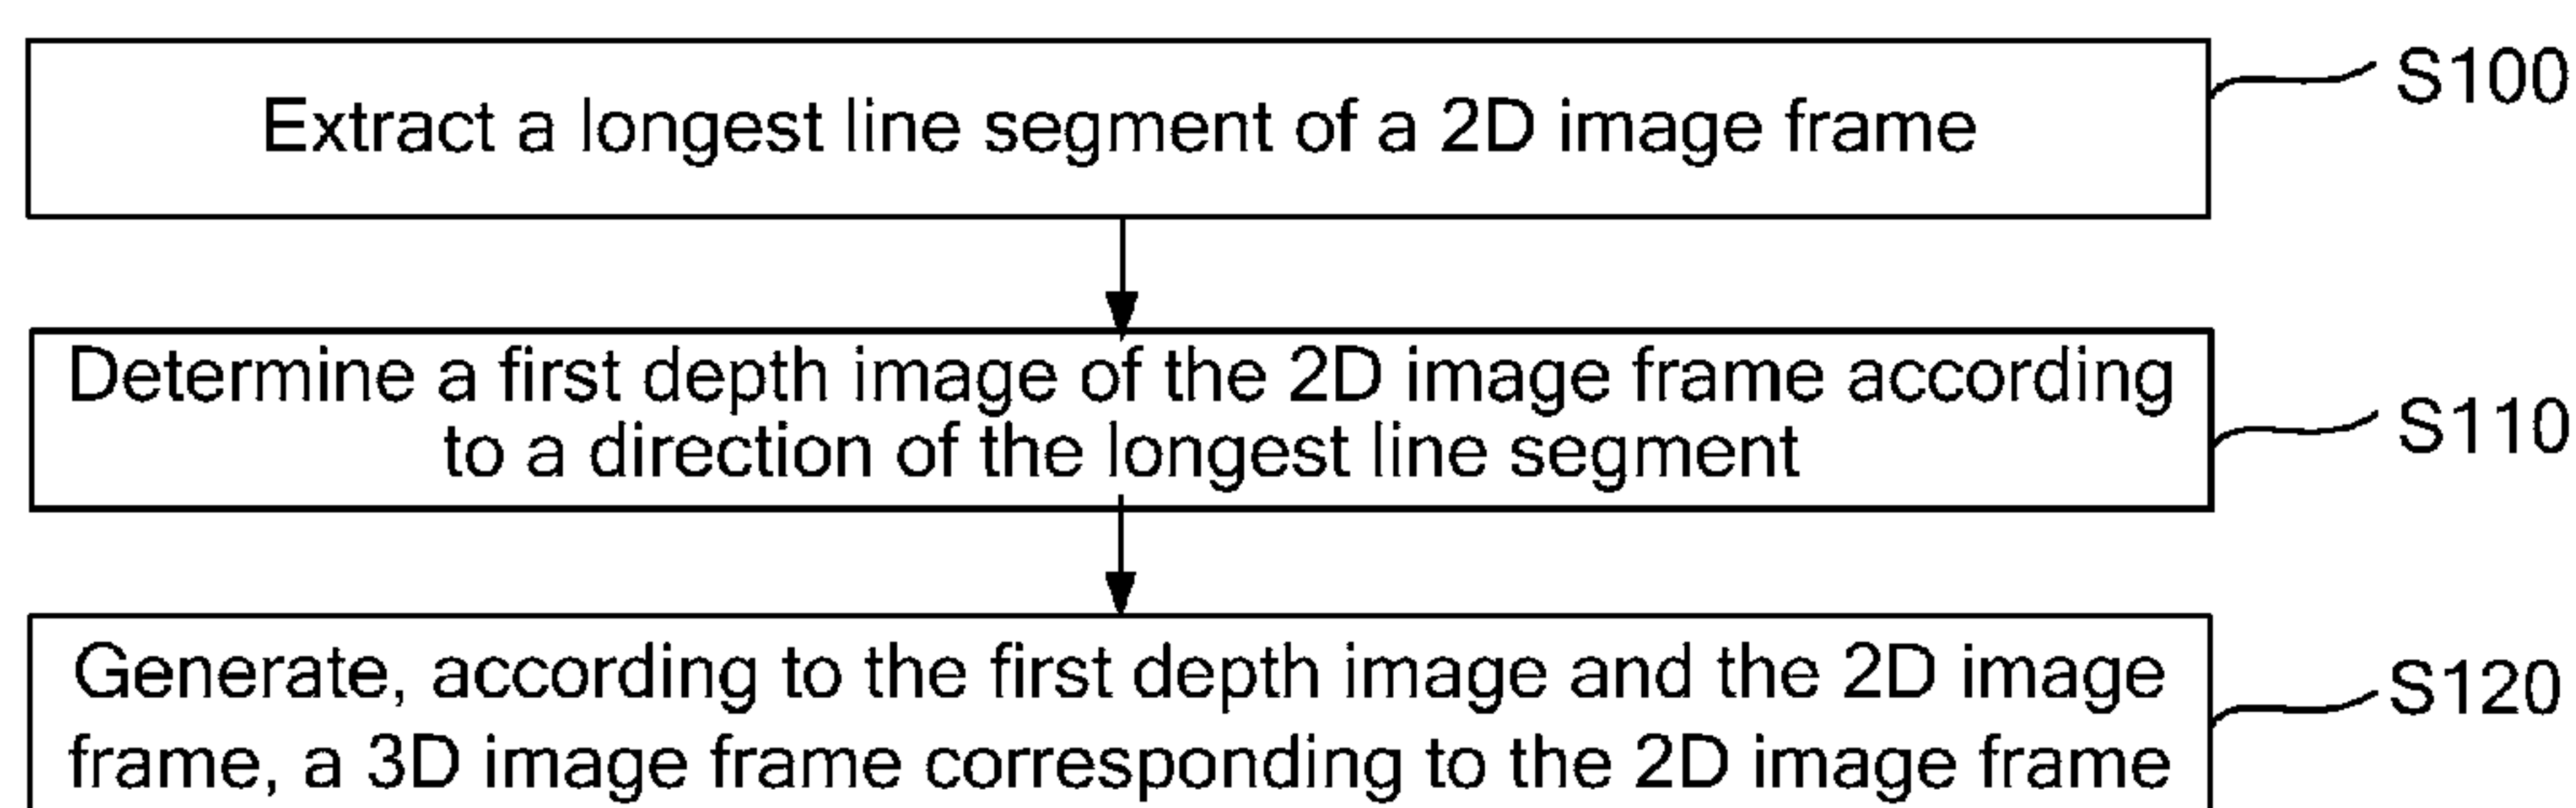 Extract a longest line segment of a 2D image frame
S100
Determine a first depth image of the 2D image frame according
to a direction of the longest line segment
S110
Generate, according to the first depth image and the 2D image
frame, a 3D image frame corresponding to the 2D image frame
S120